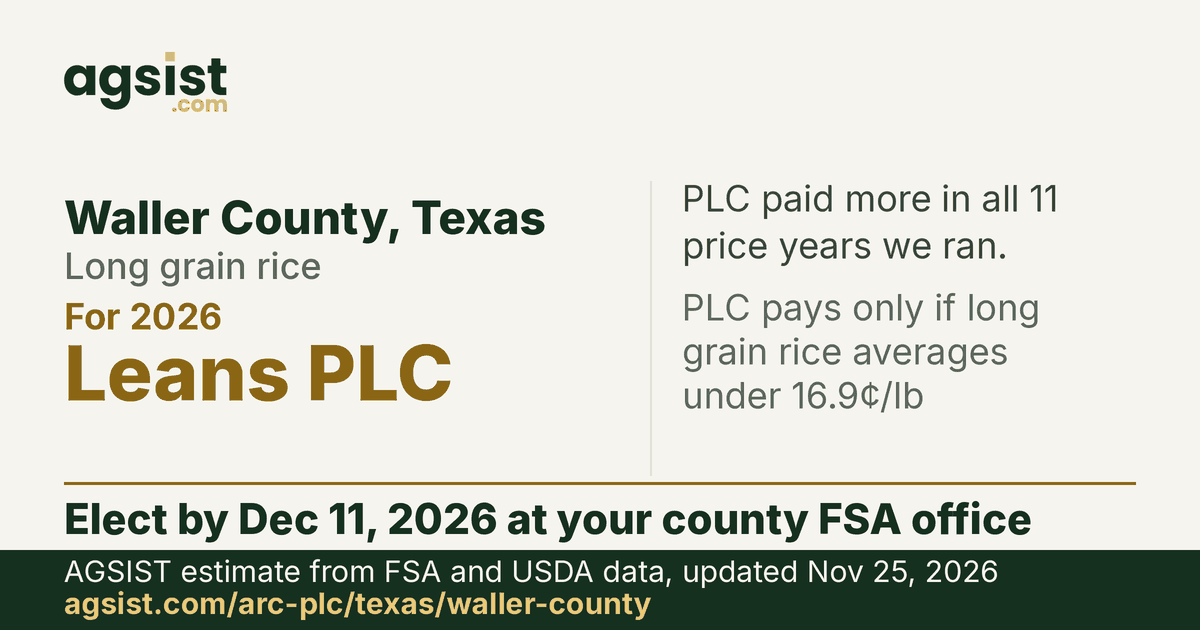 agsist
.com
Waller County, Texas
Long grain rice
For 2026
Leans PLC
PLC paid more in all 11
price years we ran.
PLC pays only if long
grain rice averages
under 16.9¢/lb
Elect by Dec 11, 2026 at your county FSA office
AGSIST estimate from FSA and USDA data, updated Nov 25, 2026
agsist.com/arc-plc/texas/waller-county